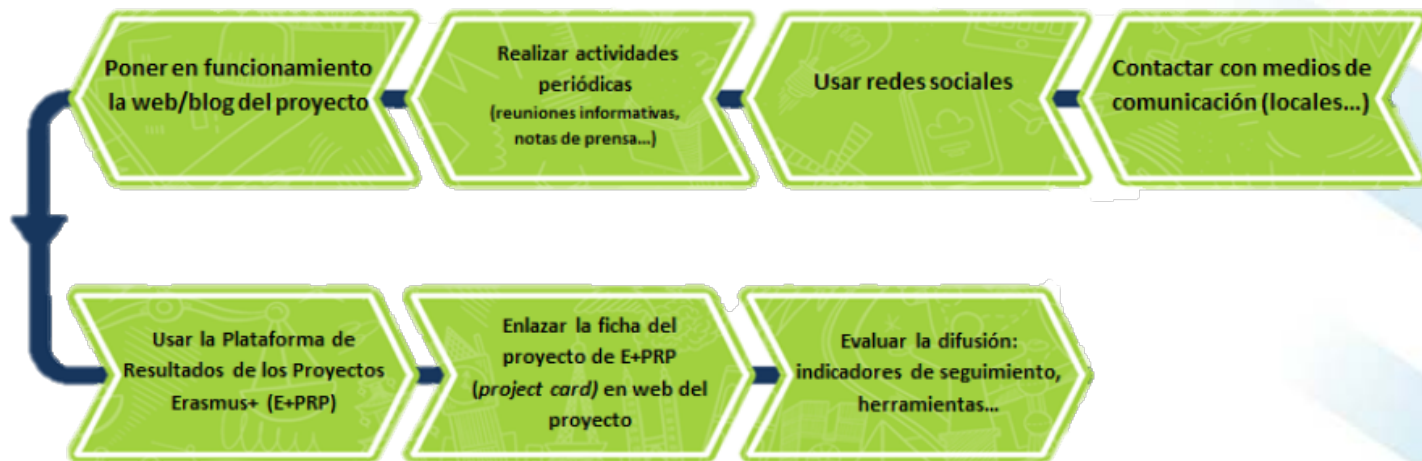 Poner en funcionamiento
la web/blog del proyecto
Realizar actividades
periódicas
(reuniones informativas,
notas de prensa...)
Usar redes sociales
Contactar con medios de
comunicación (locales...)
Usar la Plataforma de
Resultados de los Proyectos
Erasmus+ (E+PRP)
Enlazar la ficha del
proyecto de E+PRP
(project card) en web del
proyecto
Evaluar la difusión:
indicadores de seguimiento,
herramientas...